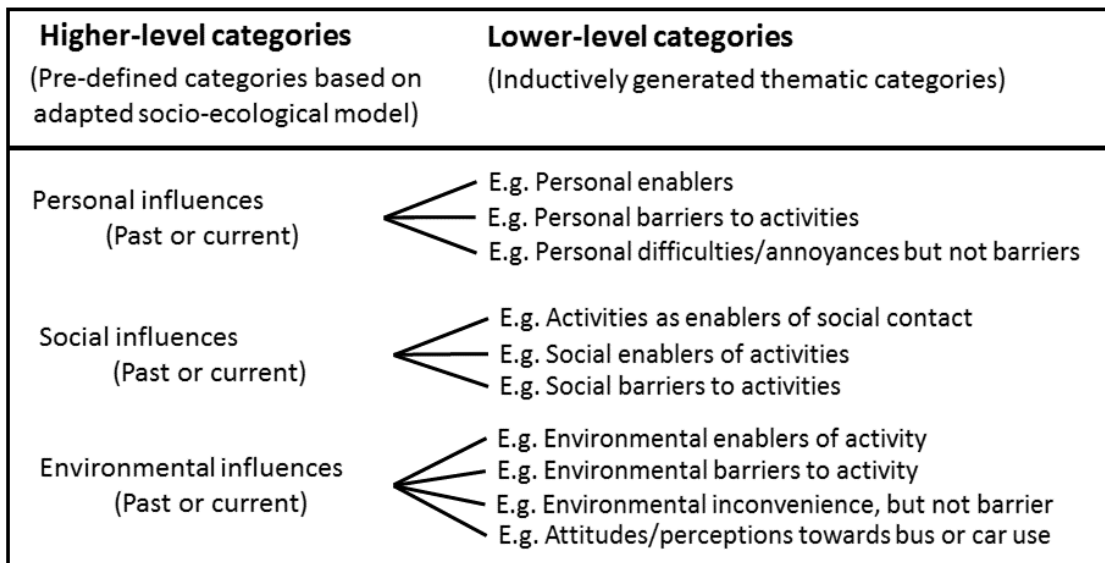 Higher-level categories
(Pre-defined categories based on
adapted socio-ecological model)
Lower-level categories
(Inductively generated thematic categories)
Personal influences
(Past or current)
E.g. Personal enablers
E.g. Personal barriers to activities
E.g. Personal difficulties/annoyances but not barriers
Social influences
(Past or current)
E.g. Activities as enablers of social contact
E.g. Social enablers of activities
E.g. Social barriers to activities
Environmental influences
(Past or current)
E.g. Environmental enablers of activity
E.g. Environmental barriers to activity
E.g. Environmental inconvenience, but not barrier
E.g. Attitudes/perceptions towards bus or car use